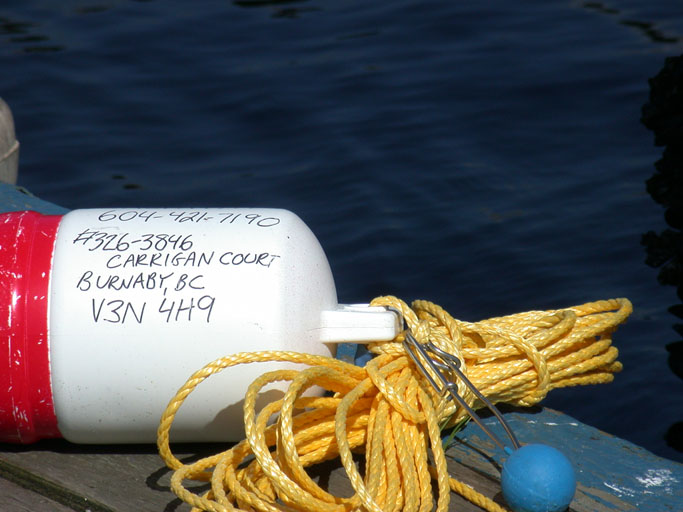 604-421-7190
#326-3846
CARRIGAN COURT
BURNABY, BC
V3N 4H9